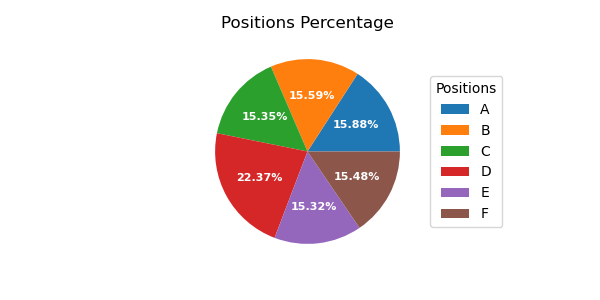 Positions Percentage
15.59%
15.35%
15.88%
22.37%
15.48%
15.32%
Positions
A
B
C
D
E
F